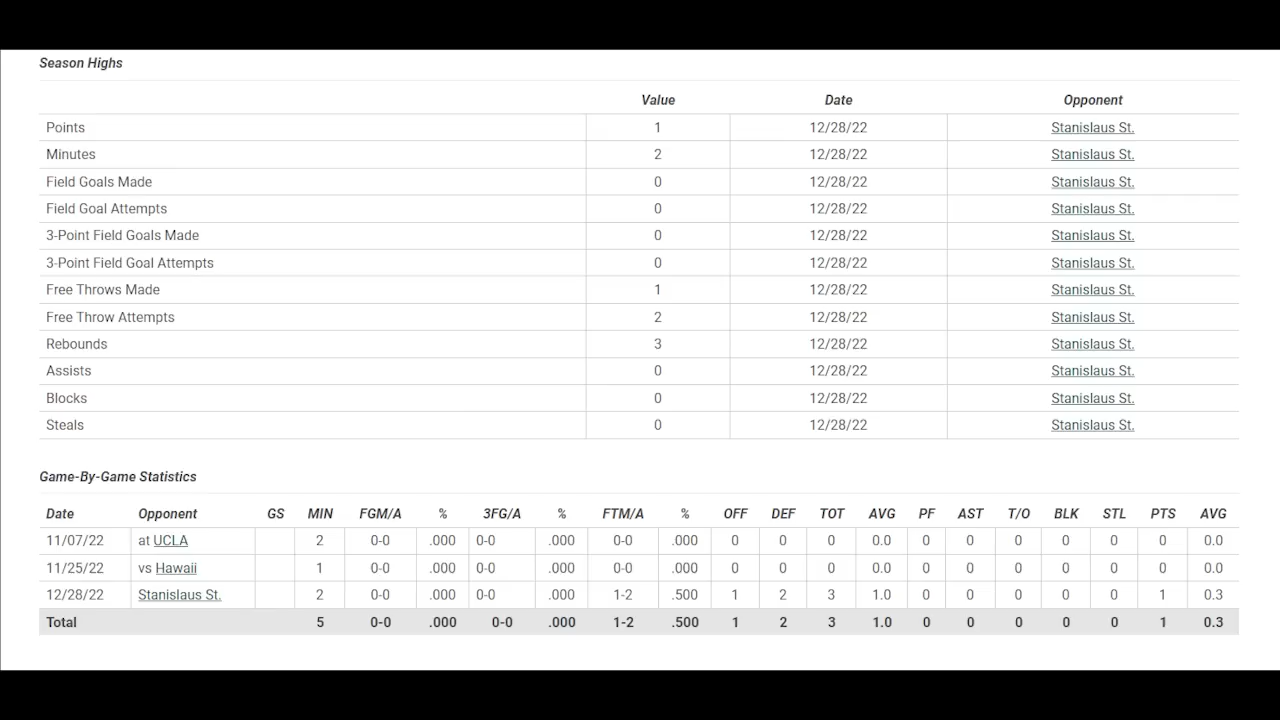 Season Highs
Value Date Opponent
Points 1 12/28/22 Stanislaus St.
Minutes 2 12/28/22 Stanislaus St.
Field Goals Made 0 12/28/22 Stanislaus St.
Field Goal Attempts 0 12/28/22 Stanislaus St.
3-Point Field Goals Made 0 12/28/22 Stanislaus St.
3-Point Field Goal Attempts 0 12/28/22 Stanislaus St.
Free Throws Made 1 12/28/22 Stanislaus St.
Free Throw Attempts 2 12/28/22 Stanislaus St.
Rebounds 3 12/28/22 Stanislaus St.
Assists 0 12/28/22 Stanislaus St.
Blocks 0 12/28/22 Stanislaus St.
Steals 0 12/28/22 Stanislaus St.
Game-By-Game Statistics
Date Opponent GS MIN FGM/A % 3FG/A % FTM/A % OFF DEF TOT AVG PF AST T/O BLK STL PTS AVG
11/07/22 at UCLA 2 0-0 .000 0-0 .000 0-0 .000 0 0 0 0.0 0 0 0 0 0 0 0.0
11/25/22 vs Hawaii 1 0-0 .000 0-0 .000 0-0 .000 0 0 0 0.0 0 0 0 0 0 0 0.0
12/28/22 Stanislaus St. 2 0-0 .000 0-0 .000 1-2 .500 1 2 3 1.0 0 0 0 0 0 1 0.3
Total 5 0-0 .000 0-0 .000 1-2 .500 1 2 3 1.0 0 0 0 0 0 1 0.3